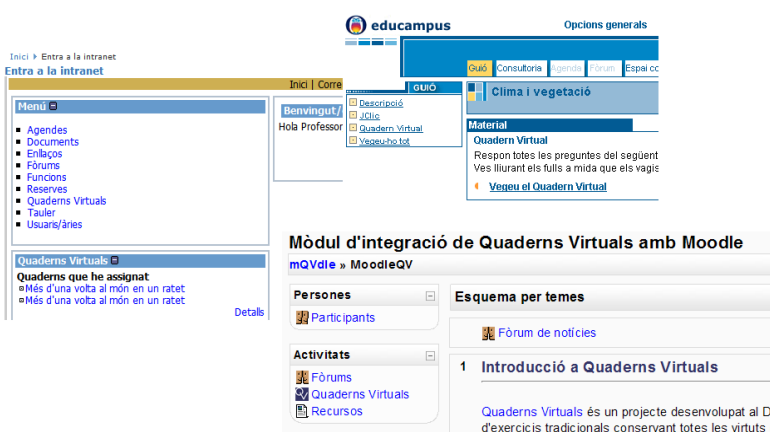 Inici Entra a la intranet
Entra a la intranet
Inici | Corre
Menú
Agendes
Documents
Enllaços
Fòrums
Funcions
Reserves
Quaderns Virtuals
Tauler
Usuaris/àries
Benvingut/
Hola Professor
Quaderns Virtuals
Quaderns que he assignat
Més d'una volta al món en un ratet
Més d'una volta al món en un ratet
Detalls
educampus
Opcions generals
Guió Consultoria Agenda Fòrum Espai co
GUIÓ
Descripció
JClic
Quadern Virtual
Vegeu-ho tot
Clima i vegetació
Material
Quadern Virtual
Respon totes les preguntes del següent
Ves lliurant els fulls a mida que els vagis
Vegeu el Quadern Virtual
Mòdul d'integració de Quaderns Virtuals amb Moodle
mQVdle » MoodleQV
Persones
Participants
Activitats
Fòrums
Quaderns Virtuals
Recursos
Esquema per temes
Fòrum de notícies
1 Introducció a Quaderns Virtuals
Quaderns Virtuals és un projecte desenvolupat al D
d'exercicis tradicionals conservant totes les virtuts